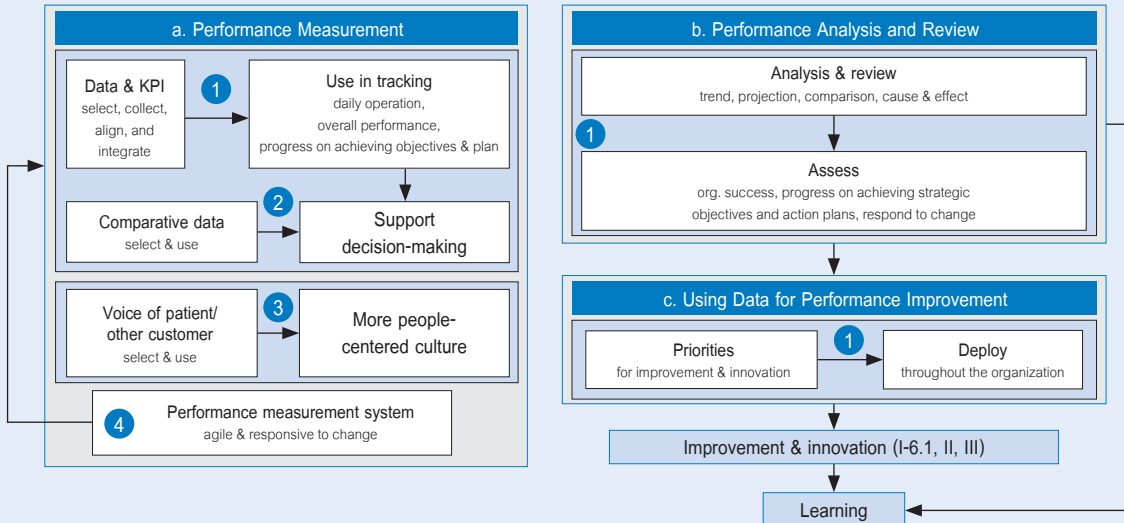 a. Performance Measurement
Data & KPI
select, collect,
align, and
integrate
1
Use in tracking
daily operation,
overall performance,
progress on achieving objectives & plan
Comparative data
select & use
2
Support
decision-making
Voice of patient/
other customer
select & use
3
More people-
centered culture
4
Performance measurement system
agile & responsive to change
b. Performance Analysis and Review
Analysis & review
trend, projection, comparison, cause & effect
1
Assess
org. success, progress on achieving strategic
objectives and action plans, respond to change
c. Using Data for Performance Improvement
Priorities
for improvement & innovation
1
Deploy
throughout the organization
Improvement & innovation (I-6.1, II, III)
Learning